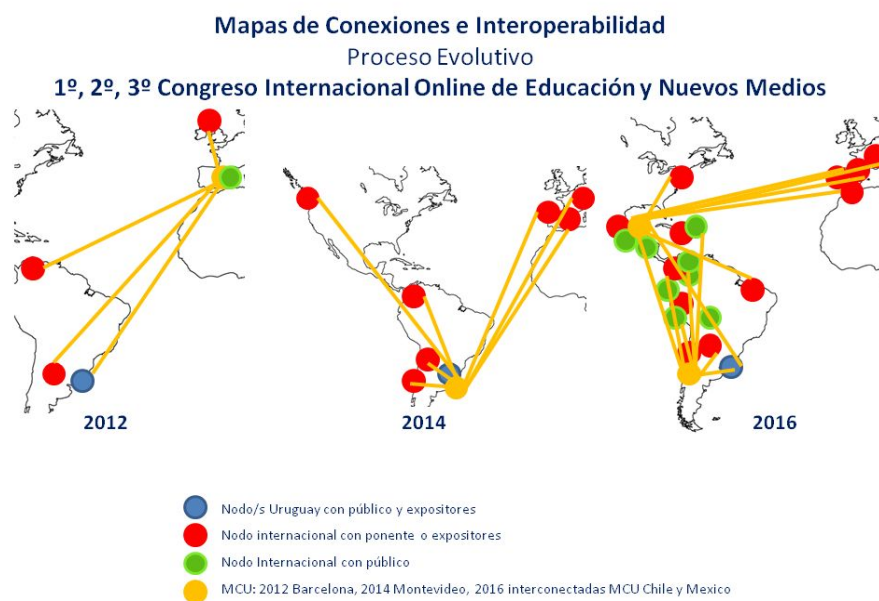 Mapas de Conexiones e Interoperabilidad
Proceso Evolutivo
1º, 2º, 3º Congreso Internacional Online de Educación y Nuevos Medios
2012
2014
2016
Nodo/s Uruguay con público y expositores
Nodo internacional con ponente o expositores
Nodo Internacional con público
MCU: 2012 Barcelona, 2014 Montevideo, 2016 interconectadas MCU Chile y Mexico